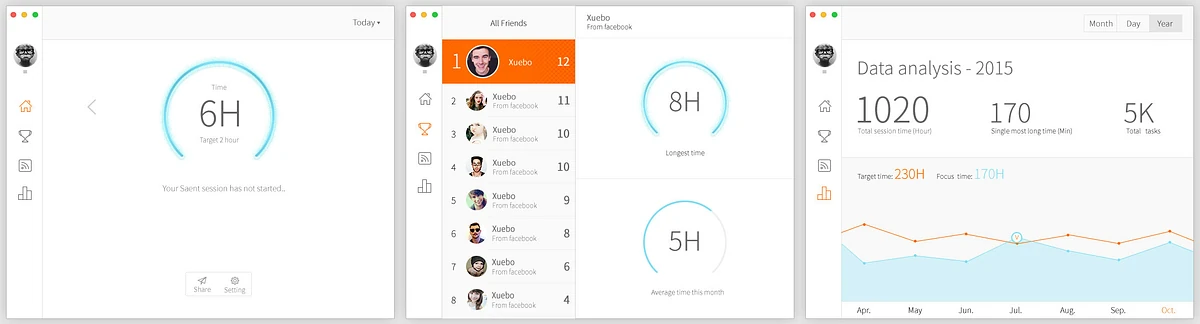 Today ▾
Time
6H
Target 2 hour
Your Saent session has not started..
Share
Setting
All Friends
1 Xuebo 12
2 Xuebo 11
From facebook
3 Xuebo 10
From facebook
4 Xuebo 10
From facebook
5 Xuebo 9
From facebook
6 Xuebo 8
From facebook
7 Xuebo 6
From facebook
8 Xuebo 4
From facebook
Xuebo
From facebook
8H
Longest time
5H
Average time this month
Month Day Year
Data analysis - 2015
1020
Total session time (Hour)
170
Single most long time (Min)
5K
Total tasks
Target time: 230H Focus time: 170H
Apr. May Jun. Jul. Aug. Sep. Oct.